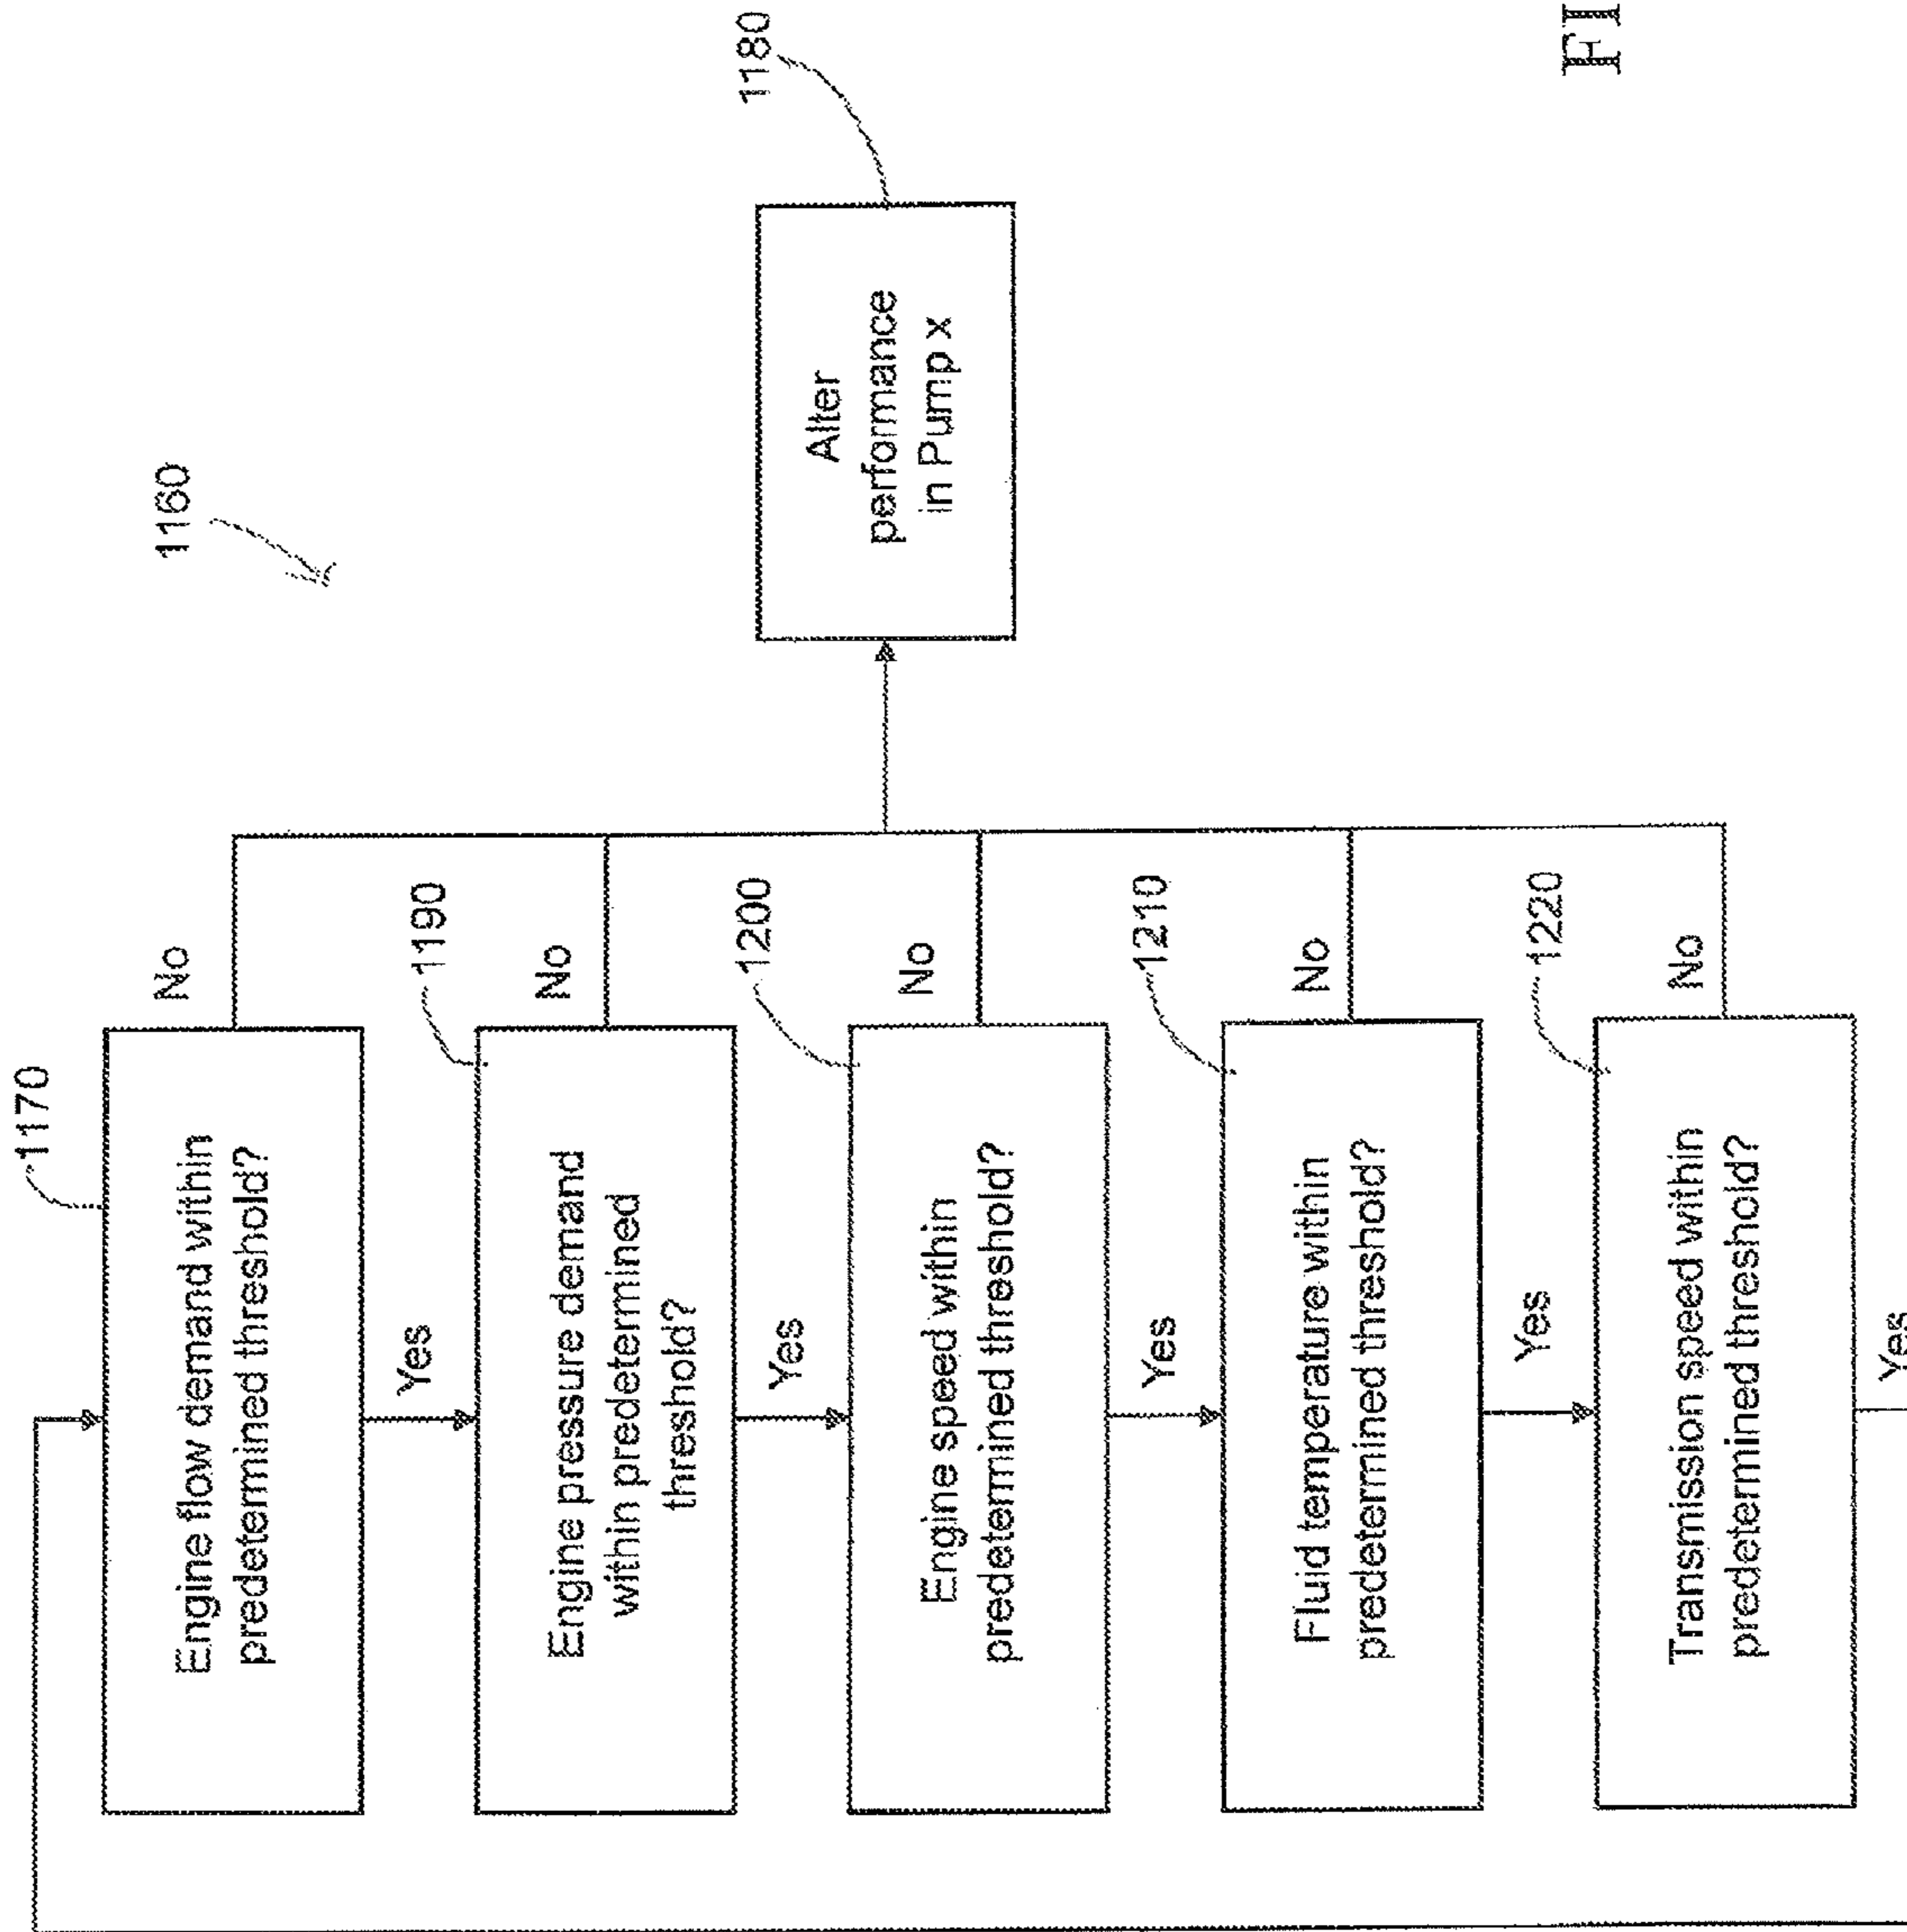 1160
1170
Engine flow demand within
predetermined threshold?
No
Yes
1190
Engine pressure demand
within predetermined
threshold?
No
Yes
1200
Engine speed within
predetermined threshold?
No
Yes
1210
Fluid temperature within
predetermined threshold?
No
Yes
1220
Transmission speed within
predetermined threshold?
No
Yes
1180
Alter
performance
in Pump x
FI